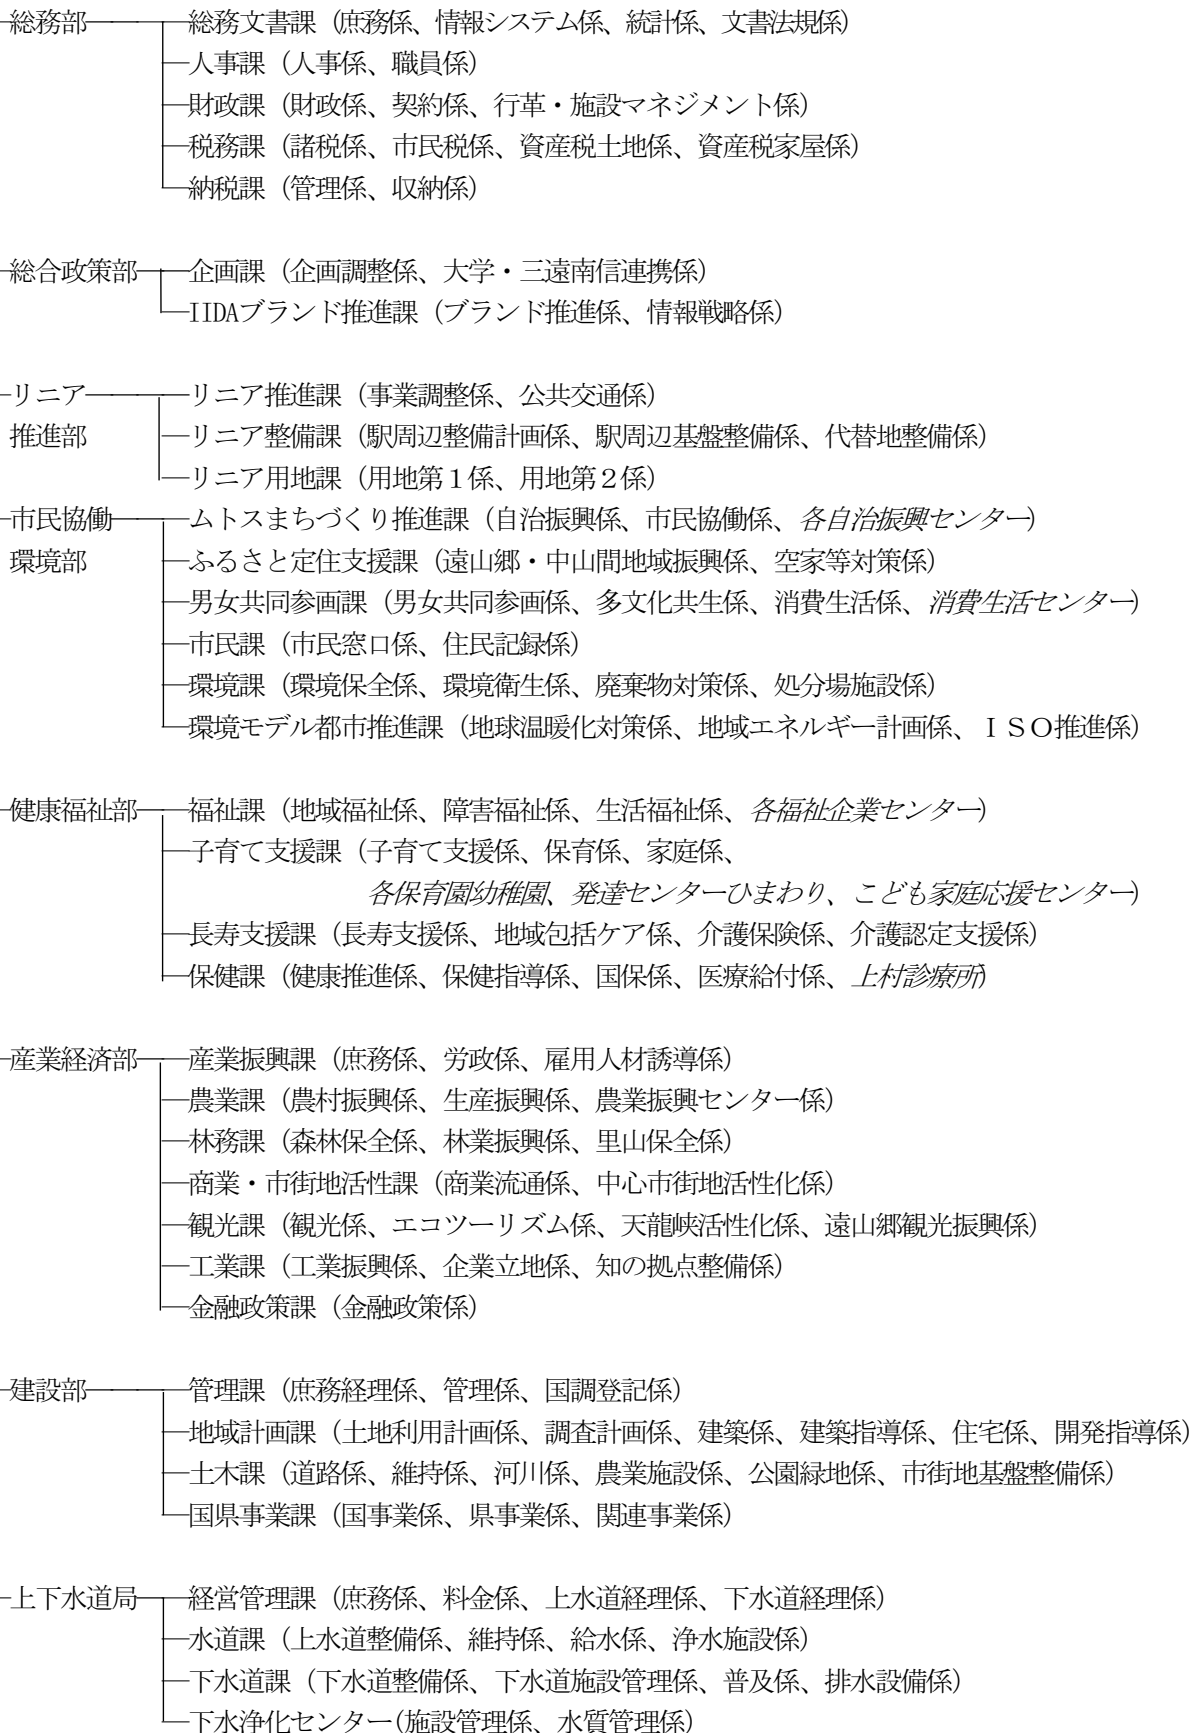 総務部 総務文書課（庶務係、情報システム係、統計係、文書法規係）
人事課（人事係、職員係）
財政課（財政係、契約係、行革・施設マネジメント係）
税務課（諸税係、市民税係、資産税土地係、資産税家屋係）
納税課（管理係、収納係）
総合政策部 企画課（企画調整係、大学・三遠南信連携係）
IIDAブランド推進課（ブランド推進係、情報戦略係）
リニア リニア推進課（事業調整係、公共交通係）
推進部 リニア整備課（駅周辺整備計画係、駅周辺基盤整備係、代替地整備係）
リニア用地課（用地第１係、用地第２係）
市民協働 ムトスまちづくり推進課（自治振興係、市民協働係、各自治振興センター）
環境部 ふるさと定住支援課（遠山郷・中山間地域振興係、空家等対策係）
男女共同参画課（男女共同参画係、多文化共生係、消費生活係、消費生活センター）
市民課（市民窓口係、住民記録係）
環境課（環境保全係、環境衛生係、廃棄物対策係、処分場施設係）
環境モデル都市推進課（地球温暖化対策係、地域エネルギー計画係、ＩＳＯ推進係）
健康福祉部 福祉課（地域福祉係、障害福祉係、生活福祉係、各福祉企業センター）
子育て支援課（子育て支援係、保育係、家庭係、
各保育園幼稚園、発達センターひまわり、こども家庭応援センター）
長寿支援課（長寿支援係、地域包括ケア係、介護保険係、介護認定支援係）
保健課（健康推進係、保健指導係、国保係、医療給付係、上村診療所）
産業経済部 産業振興課（庶務係、労政係、雇用人材誘導係）
農業課（農村振興係、生産振興係、農業振興センター係）
林務課（森林保全係、林業振興係、里山保全係）
商業・市街地活性課（商業流通係、中心市街地活性化係）
観光課（観光係、エコツーリズム係、天龍峡活性化係、遠山郷観光振興係）
工業課（工業振興係、企業立地係、知の拠点整備係）
金融政策課（金融政策係）
建設部 管理課（庶務経理係、管理係、国調登記係）
地域計画課（土地利用計画係、調査計画係、建築係、建築指導係、住宅係、開発指導係）
土木課（道路係、維持係、河川係、農業施設係、公園緑地係、市街地基盤整備係）
国県事業課（国事業係、県事業係、関連事業係）
上下水道局 経営管理課（庶務係、料金係、上水道経理係、下水道経理係）
水道課（上水道整備係、維持係、給水係、浄水施設係）
下水道課（下水道整備係、下水道施設管理係、普及係、排水設備係）
下水浄化センター(施設管理係、水質管理係)